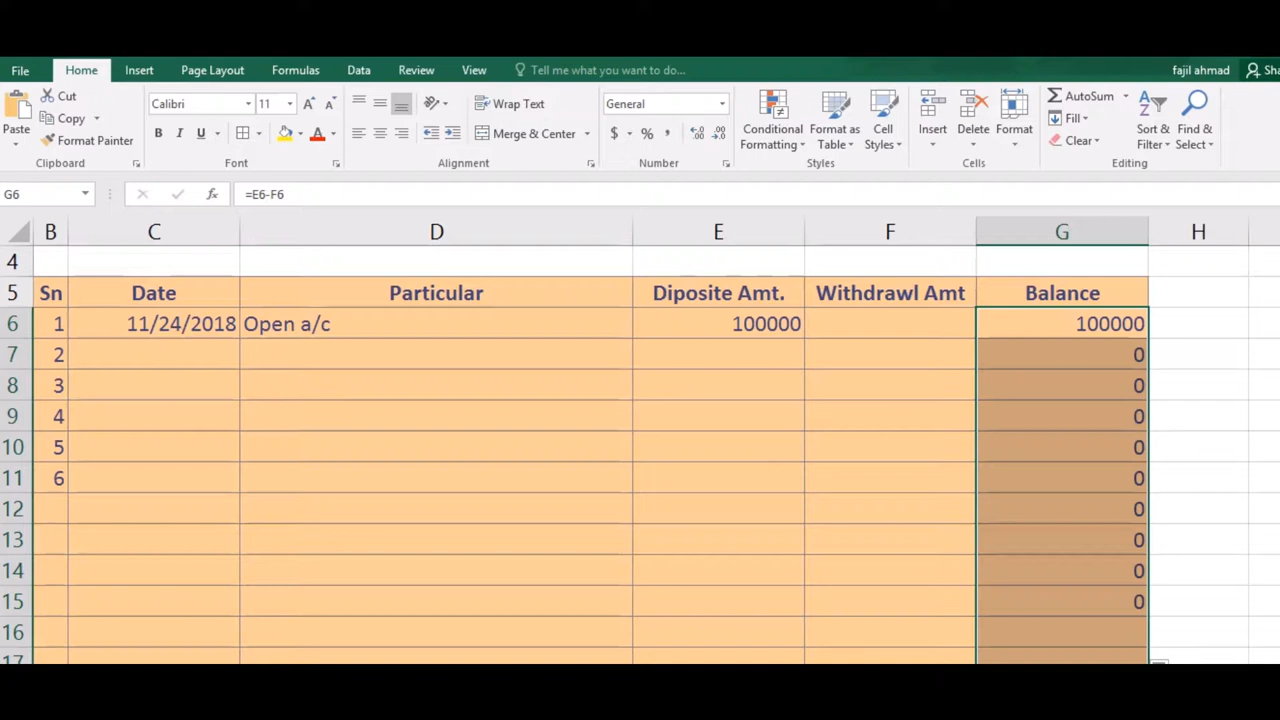 File Home Insert Page Layout Formulas Data Review View Tell me what you want to do... fajil ahmad
Cut
Copy
Format Painter
Paste
Clipboard
Calibri 11
B I U
Font
Wrap Text
Merge & Center
Alignment
General
$ % ,
Number
Conditional Formatting
Format as Table
Cell Styles
Styles
Insert Delete Format
Cells
AutoSum
Fill
Clear
Sort & Filter
Find & Select
Editing
G6 fx =E6-F6
B C D E F G H
4
5 Sn Date Particular Diposite Amt. Withdrawl Amt Balance
6 1 11/24/2018 Open a/c 100000 100000
7 2 0
8 3 0
9 4 0
10 5 0
11 6 0
12 0
13 0
14 0
15 0
16
17